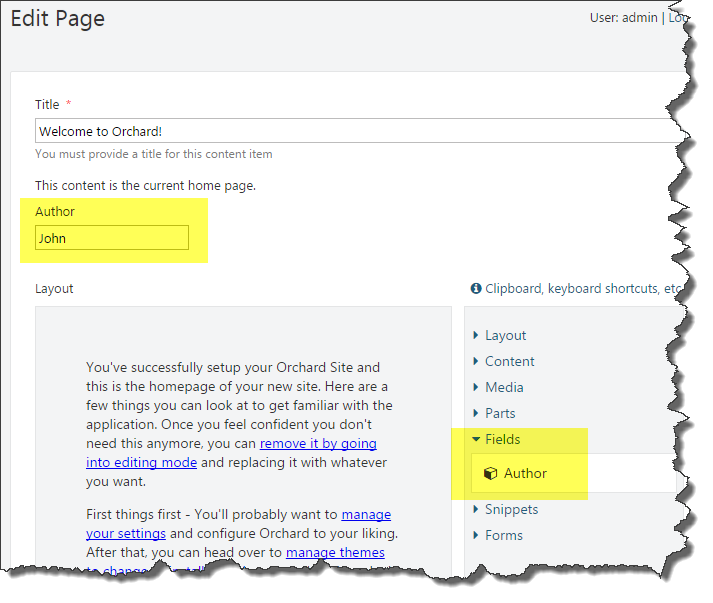 Edit Page
User: admin |
Title *
Welcome to Orchard!
You must provide a title for this content item
This content is the current home page.
Author
John
Layout
Clipboard, keyboard shortcuts, etc
You've successfully setup your Orchard Site and
this is the homepage of your new site. Here are a
few things you can look at to get familiar with the
application. Once you feel confident you don't
need this anymore, you can remove it by going
into editing mode and replacing it with whatever
you want.
First things first - You'll probably want to manage
your settings and configure Orchard to your liking.
After that, you can head over to manage themes
Layout
Content
Media
Parts
Fields
Author
Snippets
Forms